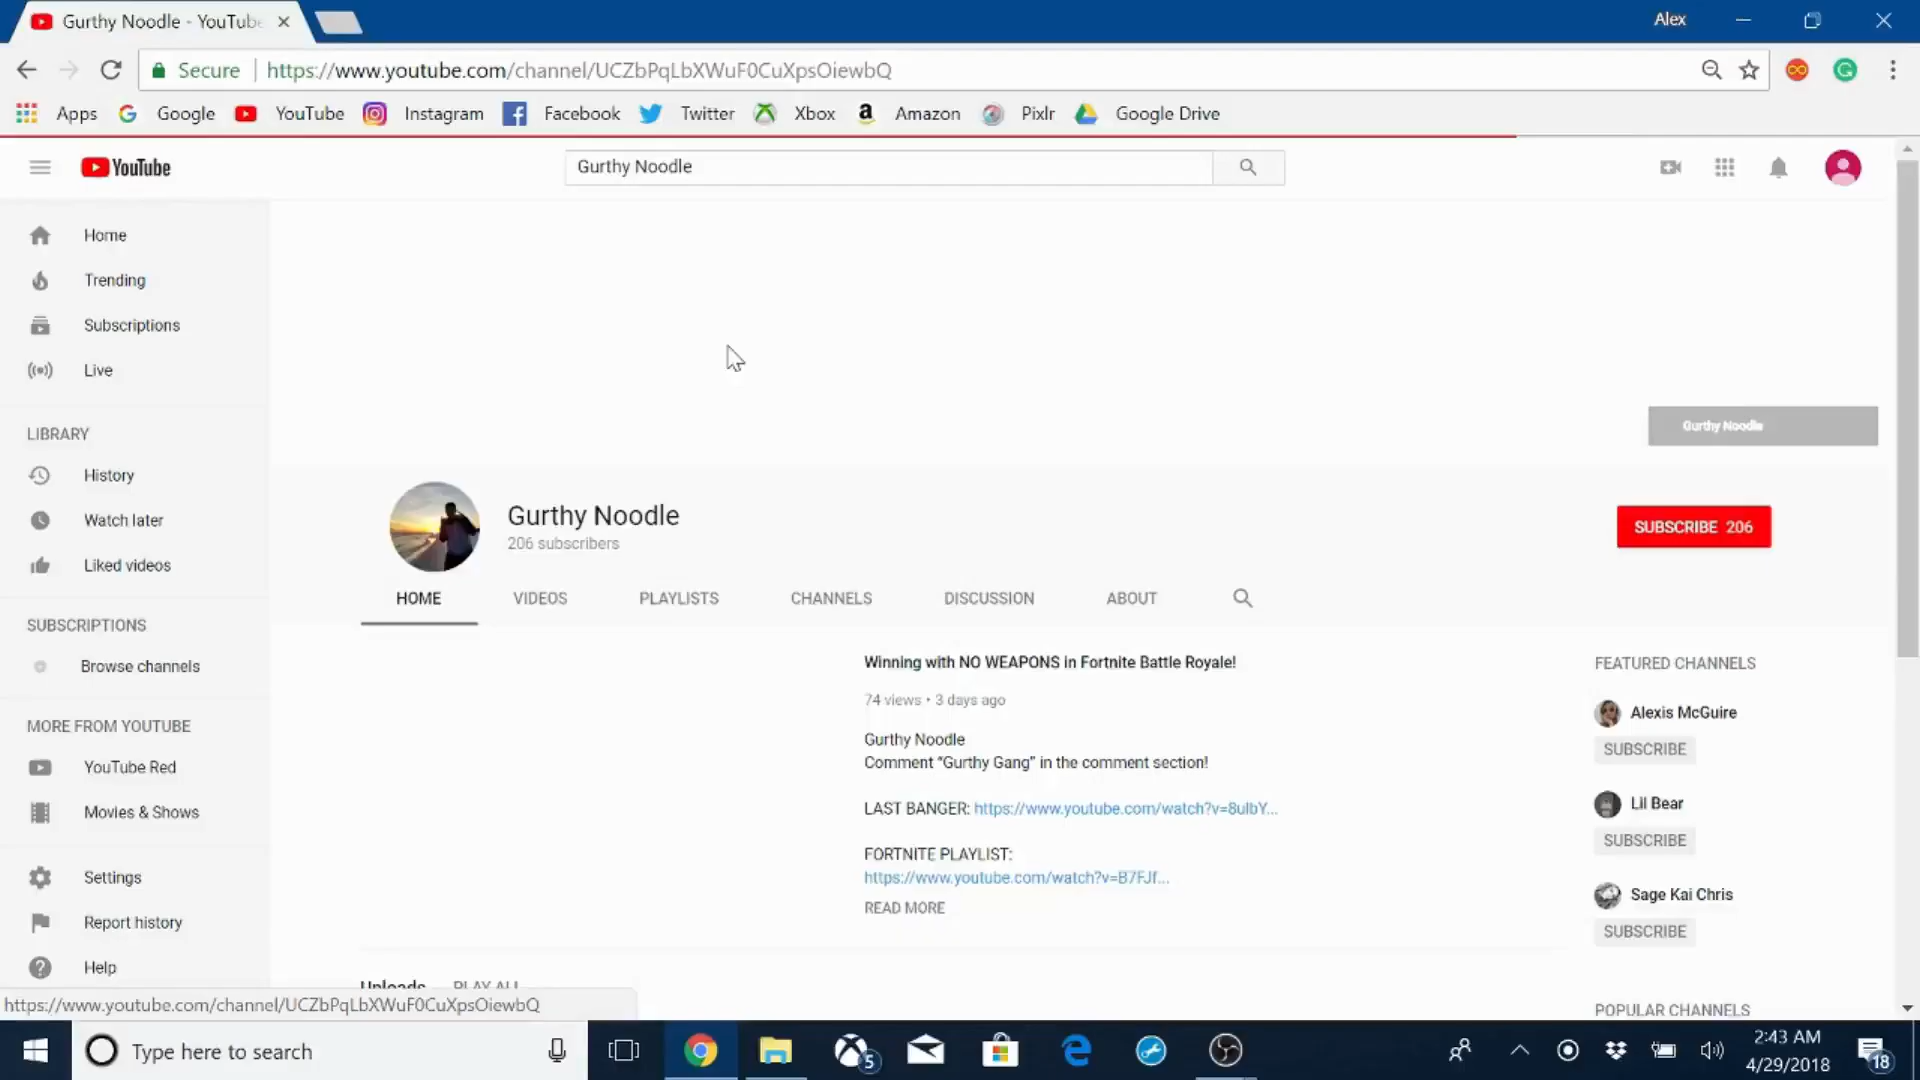 Gurthy Noodle - YouTube
Alex
Secure https://www.youtube.com/channel/UCZbPqLbXWuF0CuXpsOiewbQ
Apps Google YouTube Instagram Facebook Twitter Xbox Amazon Pixlr Google Drive
YouTube
Gurthy Noodle
Home
Trending
Subscriptions
Live
LIBRARY
History
Watch later
Liked videos
SUBSCRIPTIONS
Browse channels
MORE FROM YOUTUBE
YouTube Red
Movies & Shows
Settings
Report history
Help
Gurthy Noodle
Gurthy Noodle
206 subscribers
SUBSCRIBE 206
HOME VIDEOS PLAYLISTS CHANNELS DISCUSSION ABOUT
Winning with NO WEAPONS in Fortnite Battle Royale!
74 views • 3 days ago
Gurthy Noodle
Comment “Gurthy Gang” in the comment section!
LAST BANGER: https://www.youtube.com/watch?v=8ulbY...
FORTNITE PLAYLIST:
https://www.youtube.com/watch?v=B7FJf...
READ MORE
FEATURED CHANNELS
Alexis McGuire
SUBSCRIBE
Lil Bear
SUBSCRIBE
Sage Kai Chris
SUBSCRIBE
POPULAR CHANNELS
Uploads PLAY ALL
https://www.youtube.com/channel/UCZbPqLbXWuF0CuXpsOiewbQ
Type here to search
5
2:43 AM
4/29/2018
18